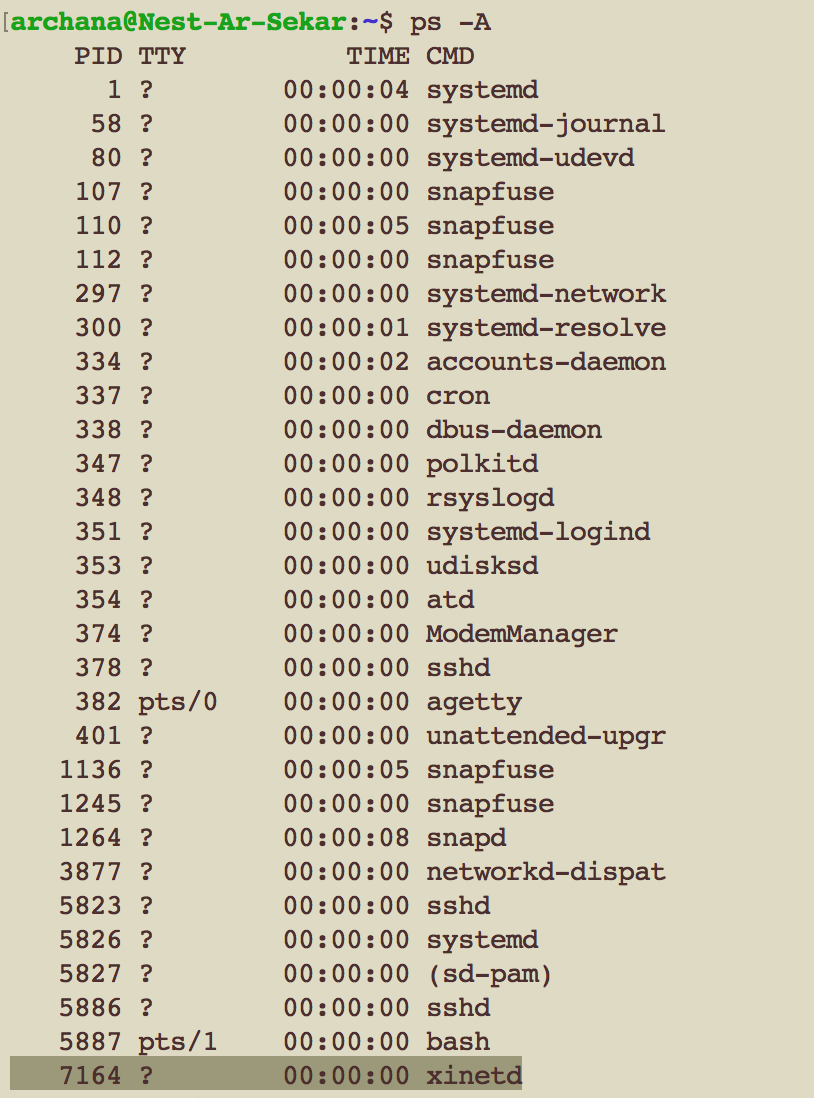 [archana@Nest-Ar-Sekar:~$ ps -A
PID TTY TIME CMD
1 ? 00:00:04 systemd
58 ? 00:00:00 systemd-journal
80 ? 00:00:00 systemd-udevd
107 ? 00:00:00 snapfuse
110 ? 00:00:05 snapfuse
112 ? 00:00:00 snapfuse
297 ? 00:00:00 systemd-network
300 ? 00:00:01 systemd-resolve
334 ? 00:00:02 accounts-daemon
337 ? 00:00:00 cron
338 ? 00:00:00 dbus-daemon
347 ? 00:00:00 polkitd
348 ? 00:00:00 rsyslogd
351 ? 00:00:00 systemd-logind
353 ? 00:00:00 udisksd
354 ? 00:00:00 atd
374 ? 00:00:00 ModemManager
378 ? 00:00:00 sshd
382 pts/0 00:00:00 agetty
401 ? 00:00:00 unattended-upgr
1136 ? 00:00:05 snapfuse
1245 ? 00:00:00 snapfuse
1264 ? 00:00:08 snapd
3877 ? 00:00:00 networkd-dispat
5823 ? 00:00:00 sshd
5826 ? 00:00:00 systemd
5827 ? 00:00:00 (sd-pam)
5886 ? 00:00:00 sshd
5887 pts/1 00:00:00 bash
7164 ? 00:00:00 xinetd